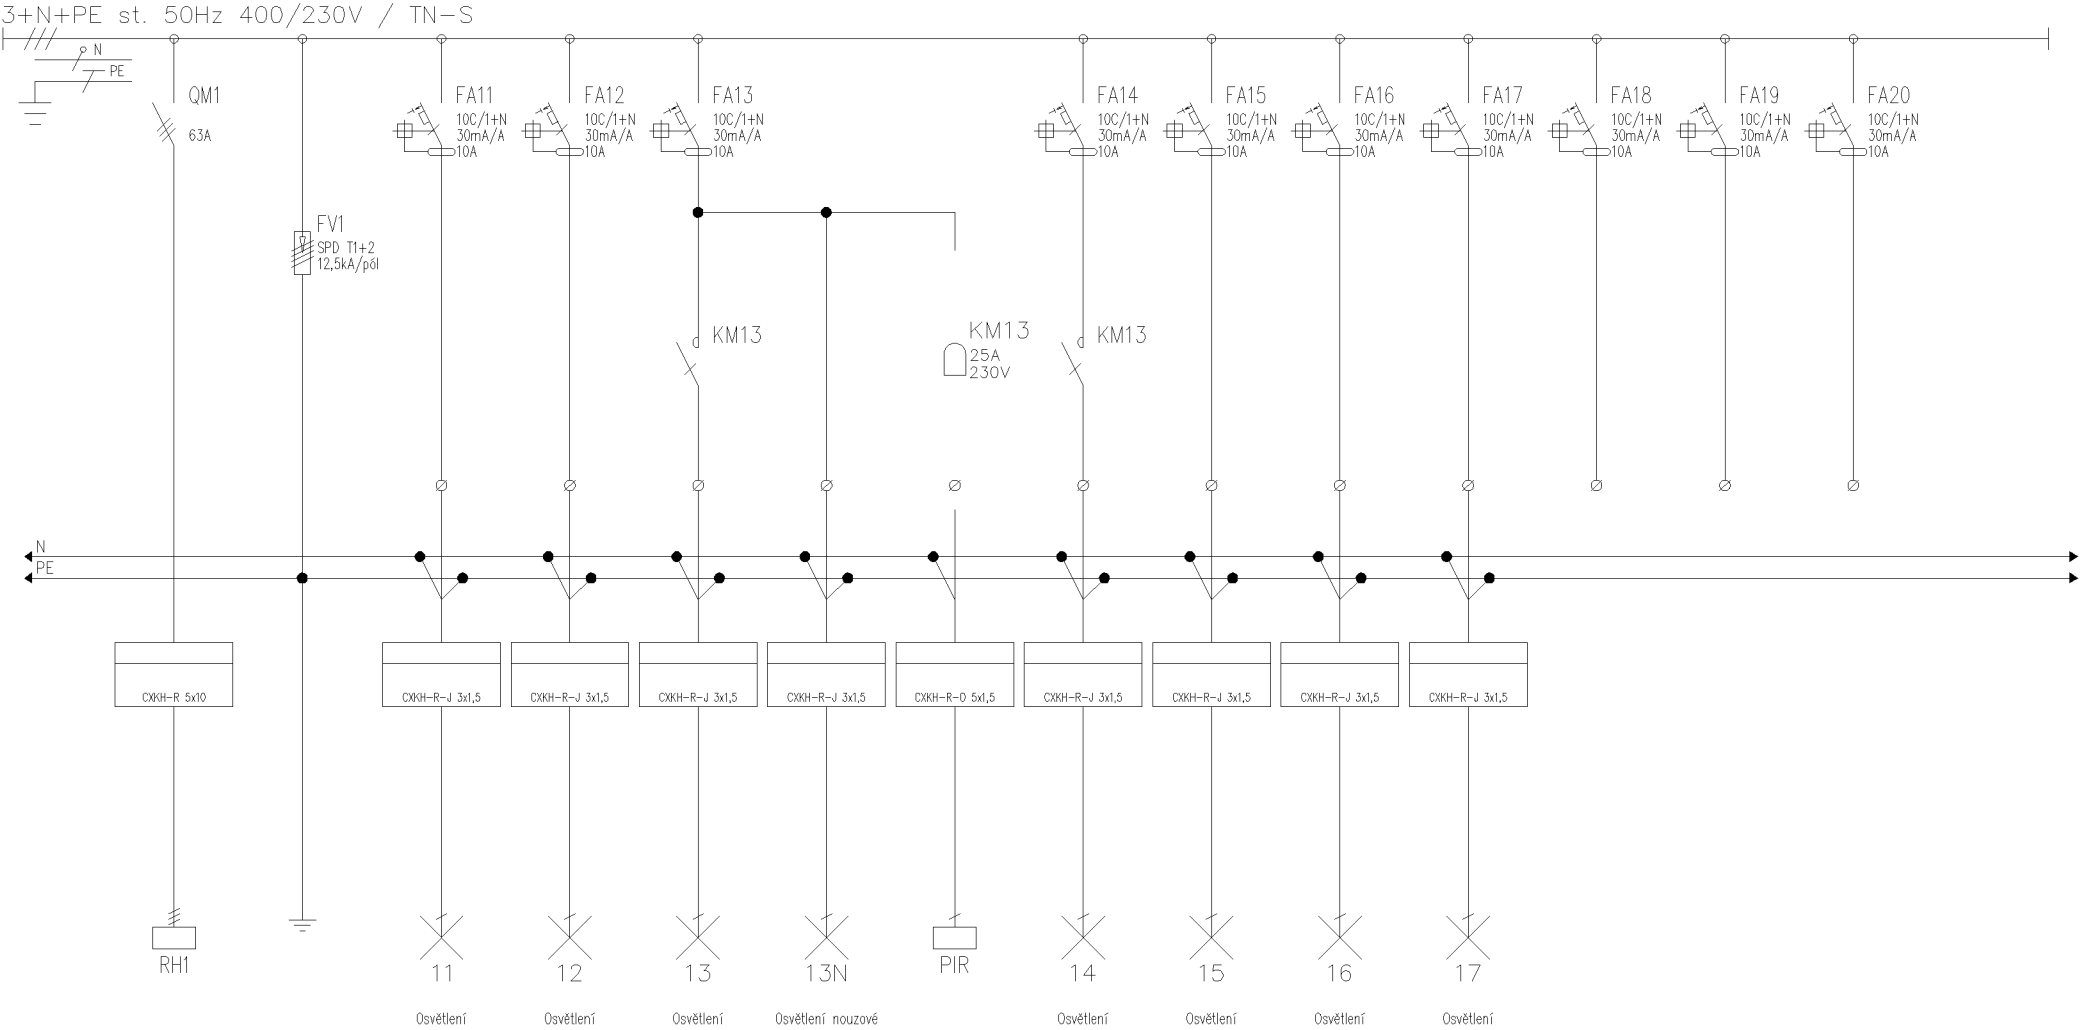 3+N+PE st. 50Hz 400/230V / TN-S
N
PE
QM1
63A
FV1
SPD T1+2
12,5kA/pól
FA11
10C/1+N
30mA/A
10A
FA12
10C/1+N
30mA/A
10A
FA13
10C/1+N
30mA/A
10A
FA14
10C/1+N
30mA/A
10A
FA15
10C/1+N
30mA/A
10A
FA16
10C/1+N
30mA/A
10A
FA17
10C/1+N
30mA/A
10A
FA18
10C/1+N
30mA/A
10A
FA19
10C/1+N
30mA/A
10A
FA20
10C/1+N
30mA/A
10A
KM13
KM13
25A
230V
KM13
N
PE
CXKH-R 5x10
CXKH-R-J 3x1,5
CXKH-R-J 3x1,5
CXKH-R-J 3x1,5
CXKH-R-J 3x1,5
CXKH-R-O 5x1,5
CXKH-R-J 3x1,5
CXKH-R-J 3x1,5
CXKH-R-J 3x1,5
CXKH-R-J 3x1,5
RH1
11
12
13
13N
PIR
14
15
16
17
Osvětlení
Osvětlení
Osvětlení
Osvětlení nouzové
Osvětlení
Osvětlení
Osvětlení
Osvětlení